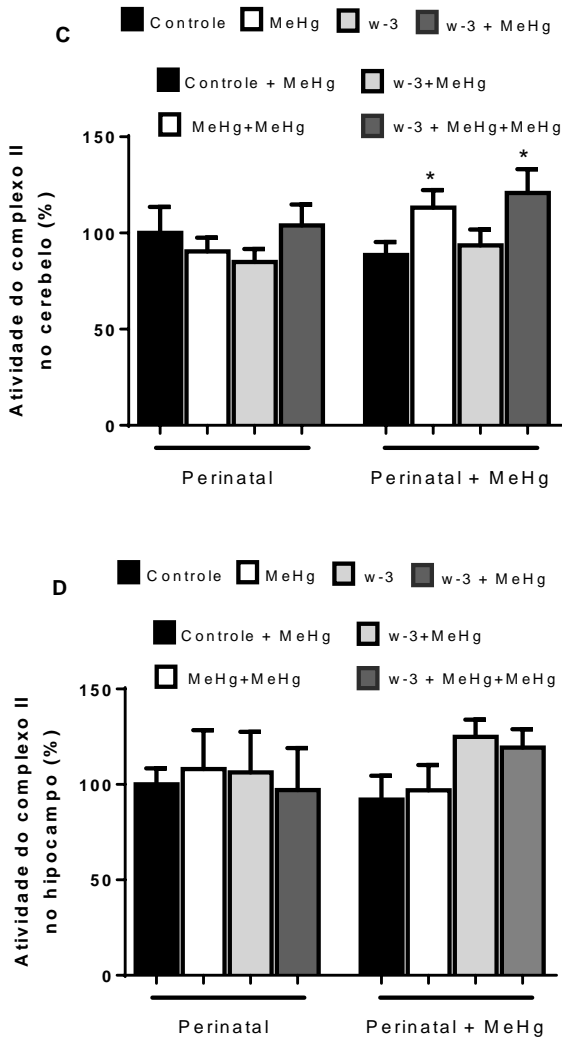 C
Controle MeHg w-3 w-3 + MeHg
Controle + MeHg w-3+MeHg
MeHg+MeHg w-3 + MeHg+MeHg
Atividade do complexo II
no cerebelo (%)
150
100
50
0
* *
Perinatal Perinatal + MeHg
D
Controle MeHg w-3 w-3 + MeHg
Controle + MeHg w-3+MeHg
MeHg+MeHg w-3 + MeHg+MeHg
Atividade do complexo II
no hipocampo (%)
150
100
50
0
Perinatal Perinatal + MeHg